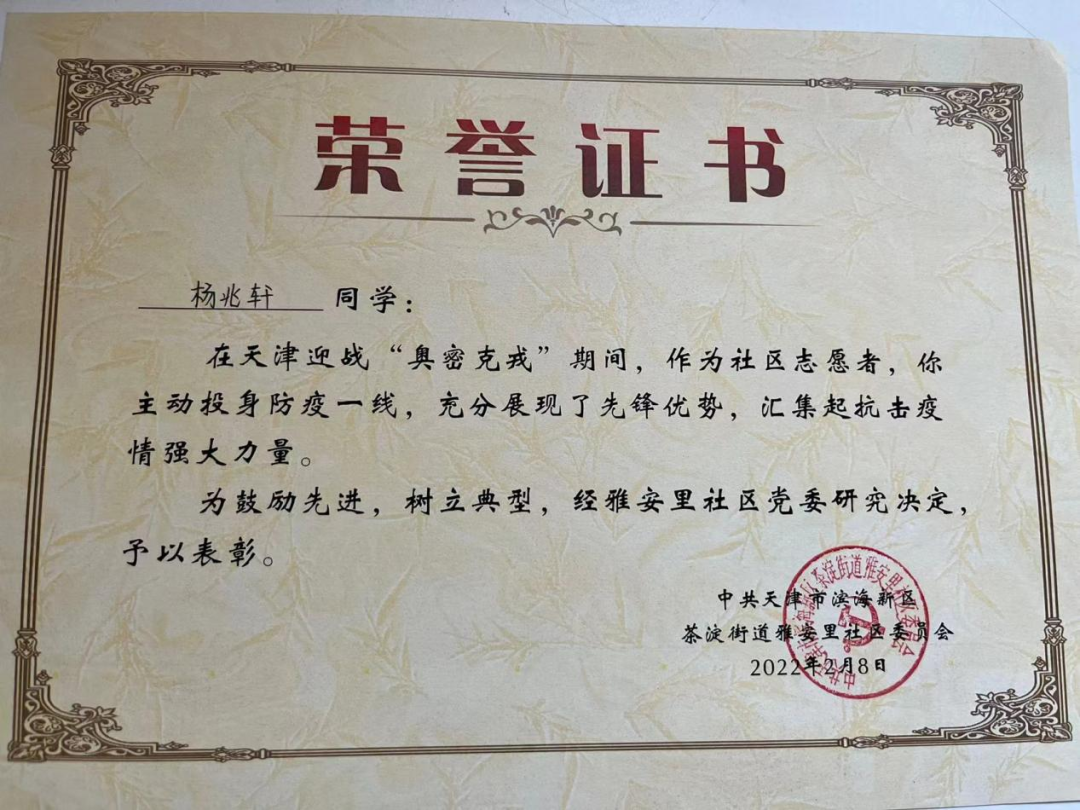 荣誉证书
杨兆轩 同学：
在天津迎战“奥密克戎”期间，作为社区志愿者，你
主动投身防疫一线，充分展现了先锋优势，汇集起抗击疫
情强大力量。
为鼓励先进，树立典型，经雅安里社区党委研究决定，
予以表彰。
中共天津市滨海新区
茶淀街道雅安里社区委员会
2022年2月8日